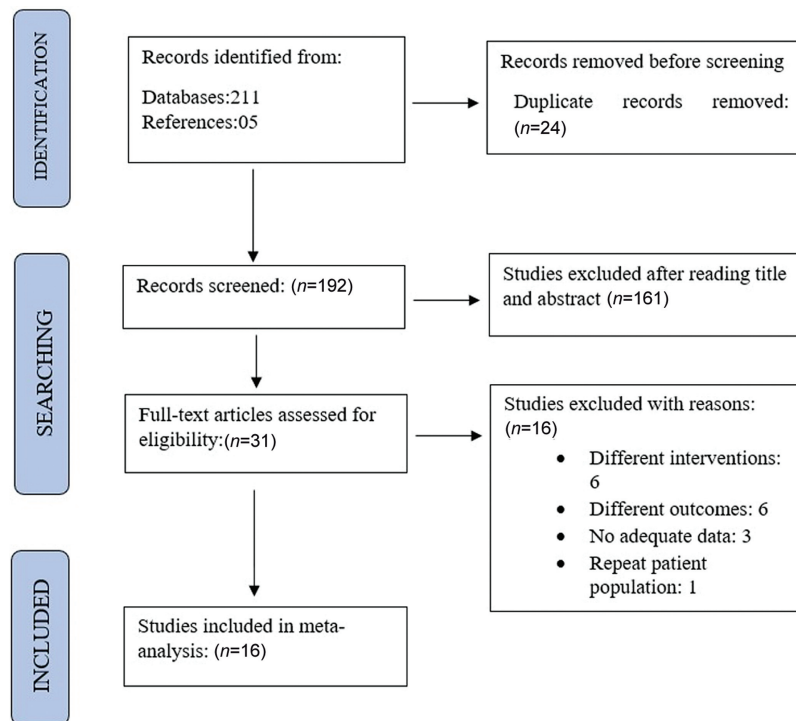 IDENTIFICATION
Records identified from:
Databases:211
References:05
Records removed before screening
Duplicate records removed:
(n=24)
SEARCHING
Records screened: (n=192)
Studies excluded after reading title
and abstract (n=161)
Full-text articles assessed for
eligibility:(n=31)
Studies excluded with reasons:
(n=16)
• Different interventions:
6
• Different outcomes: 6
• No adequate data: 3
• Repeat patient
population: 1
INCLUDED
Studies included in meta-
analysis: (n=16)